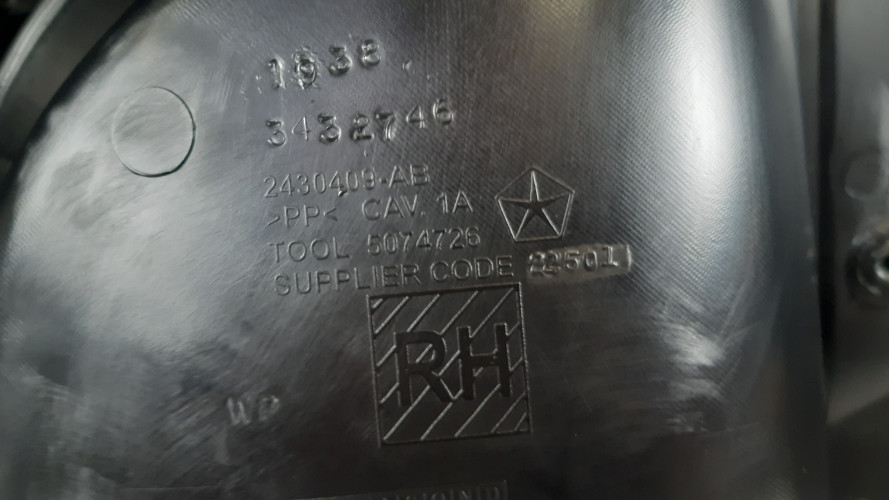 1938
3432746
2430409-AB
>PP< CAV. 1A
TOOL 5074726
SUPPLIER CODE 22501
RH